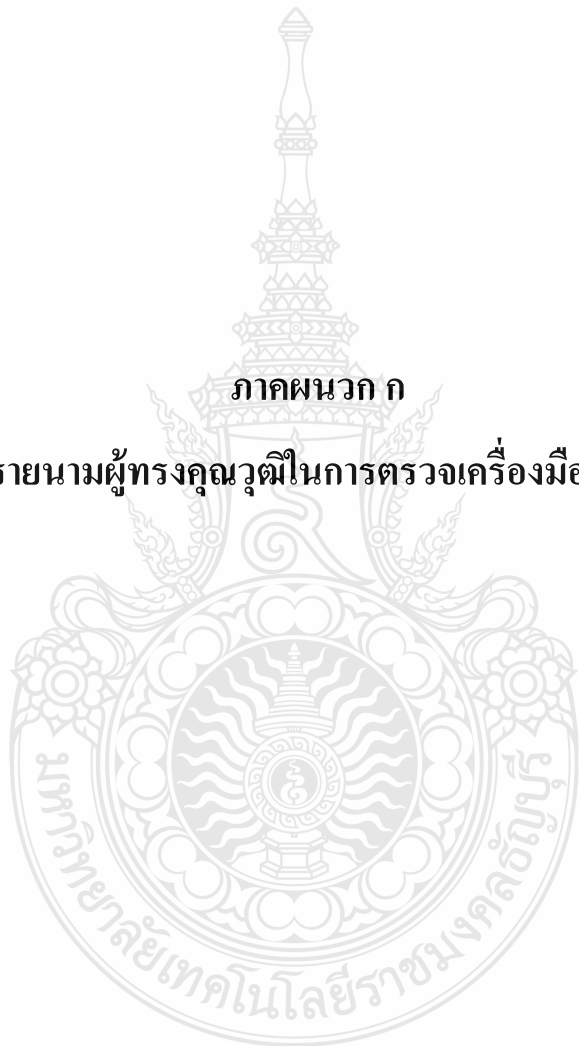 ภาคผนวก ก
รายนามผู้ทรงคุณวุฒิในการตรวจเครื่องมือ
มหาวิทยาลัยเทคโนโลยีราชมงคลธัญบุรี